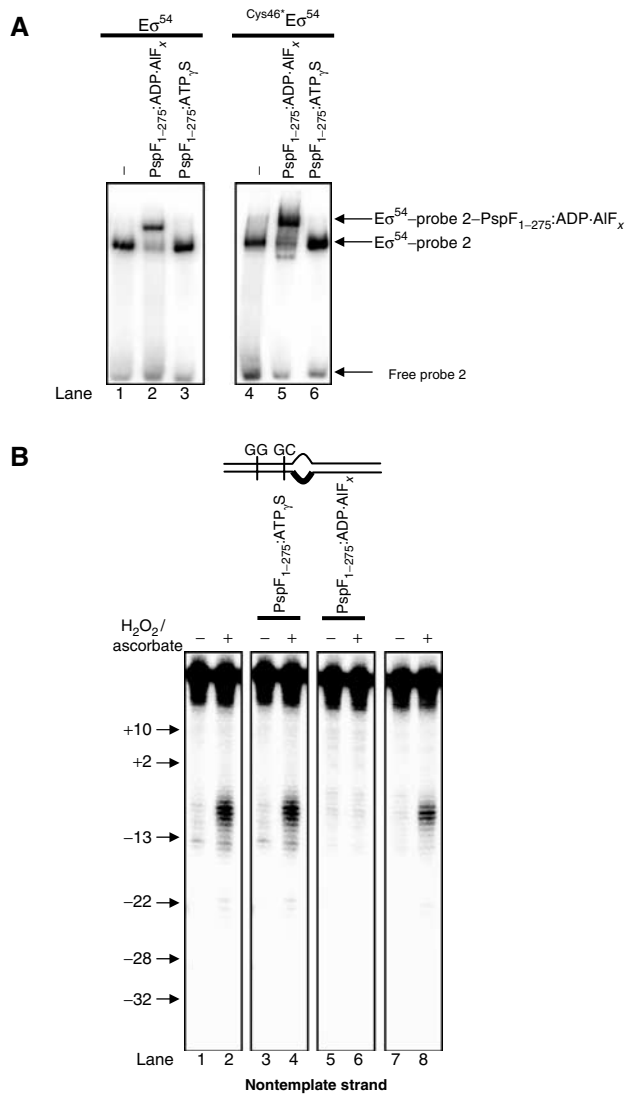 A
Eσ⁵⁴
Cys46*Eσ⁵⁴
– PspF₁₋₂₇₅:ADP·AlFₓ PspF₁₋₂₇₅:ATPγS
– PspF₁₋₂₇₅:ADP·AlFₓ PspF₁₋₂₇₅:ATPγS
Eσ⁵⁴–probe 2–PspF₁₋₂₇₅:ADP·AlFₓ
Eσ⁵⁴–probe 2
Free probe 2
Lane 1 2 3 4 5 6
B
GG GC
PspF₁₋₂₇₅:ATPγS PspF₁₋₂₇₅:ADP·AlFₓ
H₂O₂/
ascorbate – + – + – + – +
+10
+2
–13
–22
–28
–32
Lane 1 2 3 4 5 6 7 8
Nontemplate strand